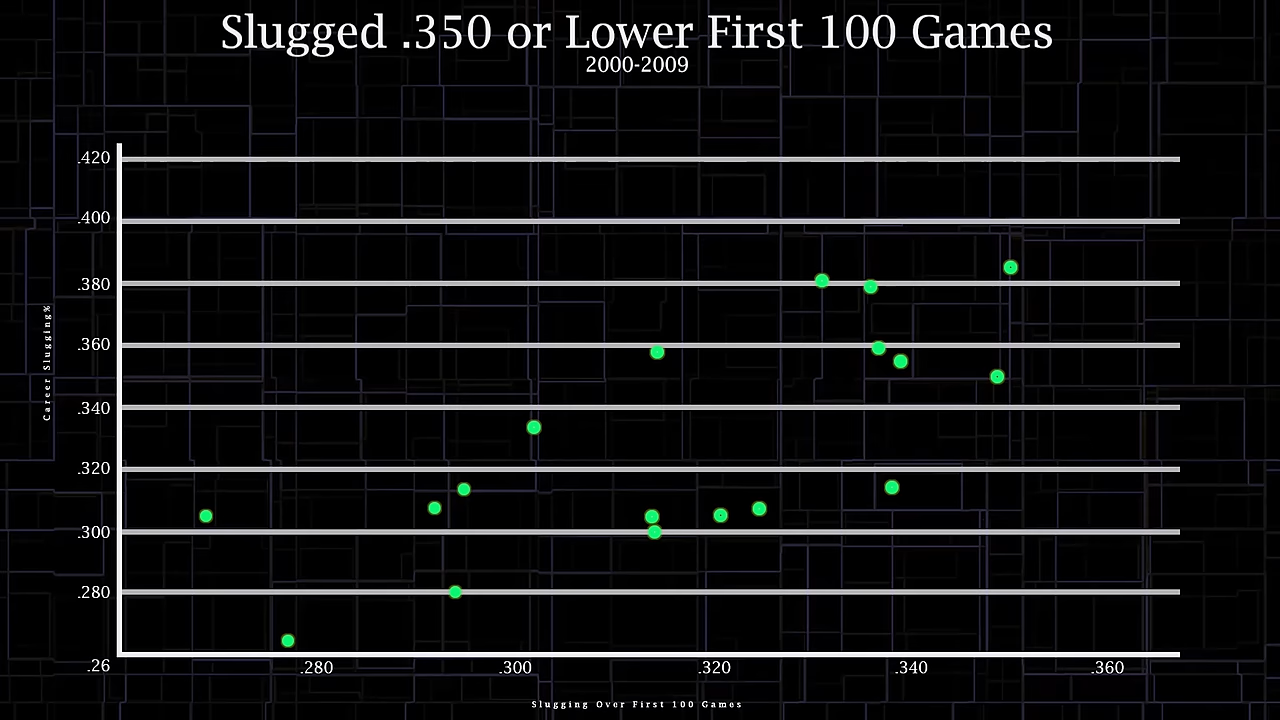 Slugged .350 or Lower First 100 Games
2000-2009
.420
.400
.380
.360
.340
.320
.300
.280
.26
Career Slugging%
.280 .300 .320 .340 .360
Slugging Over First 100 Games